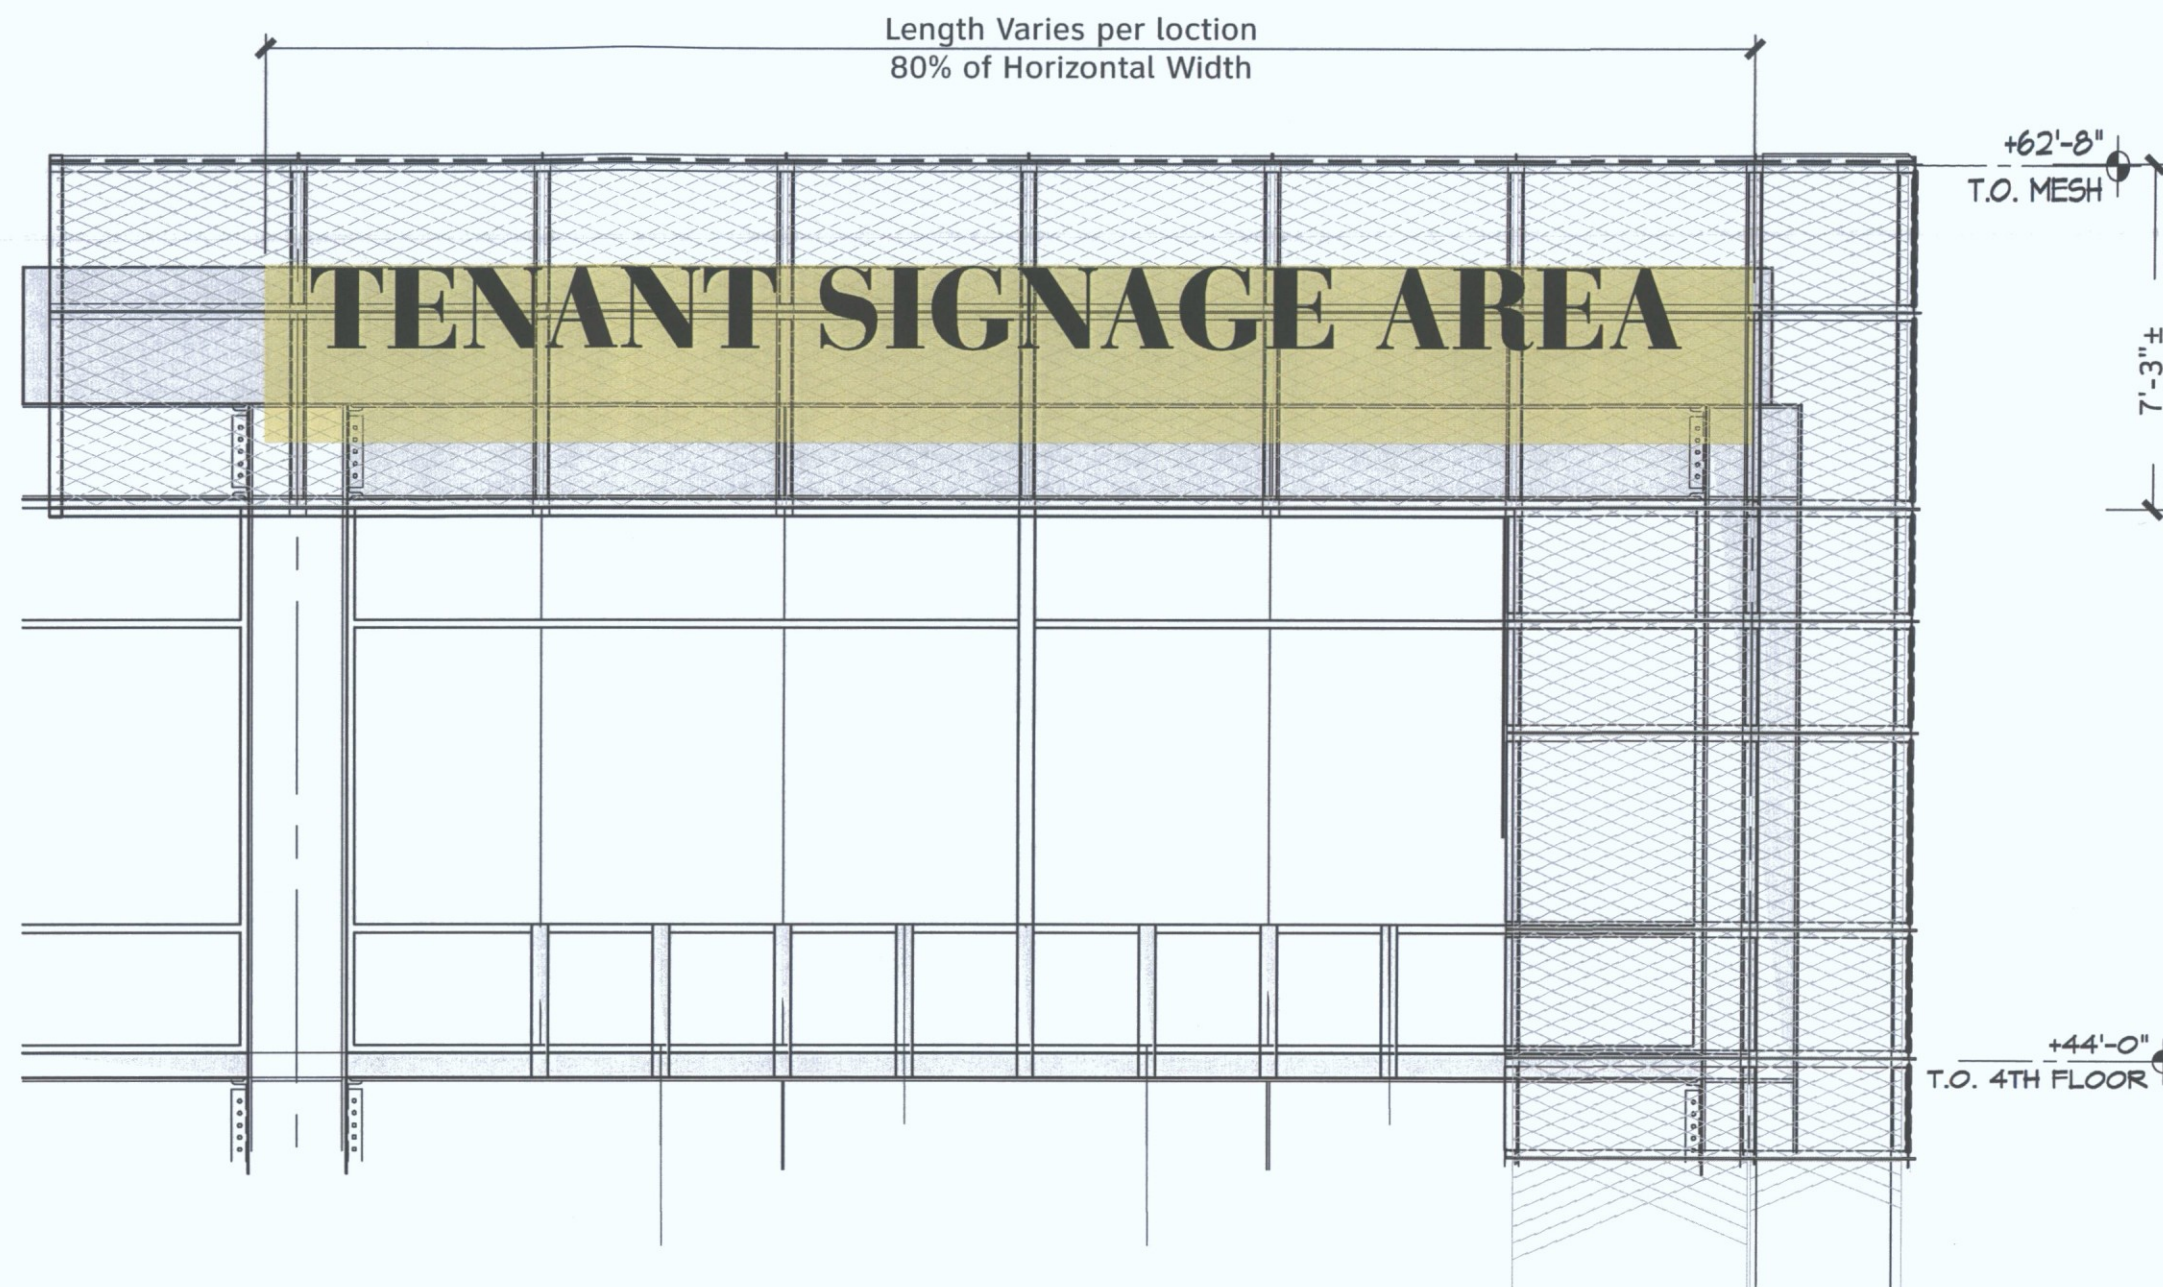 Length Varies per loction
80% of Horizontal Width
+62'-8"
T.O. MESH
TENANT SIGNAGE AREA
7'-3"±
+44'-0"
T.O. 4TH FLOOR